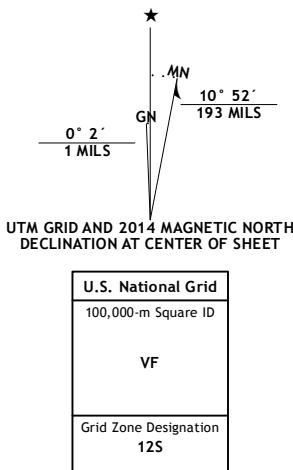 ★
MN
GN
10° 52´
193 MILS
0° 2´
1 MILS
UTM GRID AND 2014 MAGNETIC NORTH
DECLINATION AT CENTER OF SHEET
U.S. National Grid
100,000-m Square ID
VF
Grid Zone Designation
12S